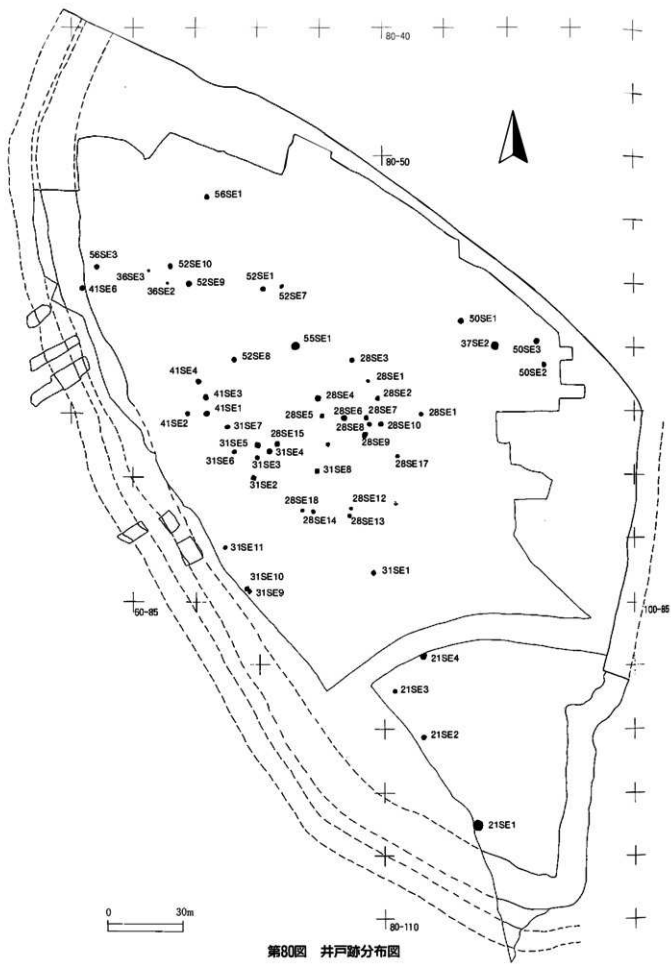 80-40
80-50
56SE1
56SE3
36SE3
52SE10
41SE6
36SE2
52SE9
52SE1
52SE7
50SE1
37SE2
50SE3
50SE2
55SE1
52SE8
28SE3
41SE4
28SE1
41SE3
28SE4
28SE2
41SE2
41SE1
28SE5
28SE6
28SE7
28SE1
31SE7
28SE8
28SE10
28SE9
31SE5
28SE15
31SE6
31SE3
31SE4
28SE17
31SE8
31SE2
28SE18
28SE12
28SE14
28SE13
31SE11
31SE1
31SE10
31SE9
60-85
100-85
21SE4
21SE3
21SE2
21SE1
0 30m
80-110
第80図 井戸跡分布図